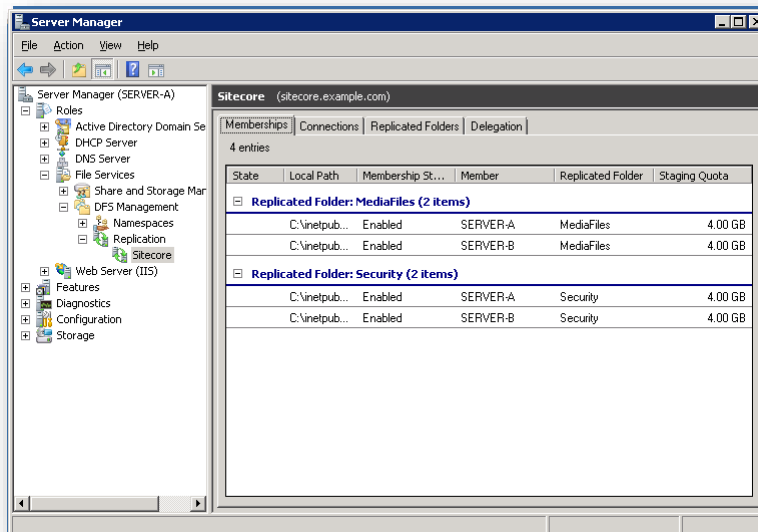 Server Manager
File Action View Help
Server Manager (SERVER-A)
Roles
Active Directory Domain Se
DHCP Server
DNS Server
File Services
Share and Storage Mar
DFS Management
Namespaces
Replication
Sitecore
Web Server (IIS)
Features
Diagnostics
Configuration
Storage
Sitecore (sitecore.example.com)
Memberships Connections Replicated Folders Delegation
4 entries
State Local Path Membership St... Member Replicated Folder Staging Quota
Replicated Folder: MediaFiles (2 items)
C:\inetpub... Enabled SERVER-A MediaFiles 4.00 GB
C:\inetpub... Enabled SERVER-B MediaFiles 4.00 GB
Replicated Folder: Security (2 items)
C:\inetpub... Enabled SERVER-A Security 4.00 GB
C:\inetpub... Enabled SERVER-B Security 4.00 GB